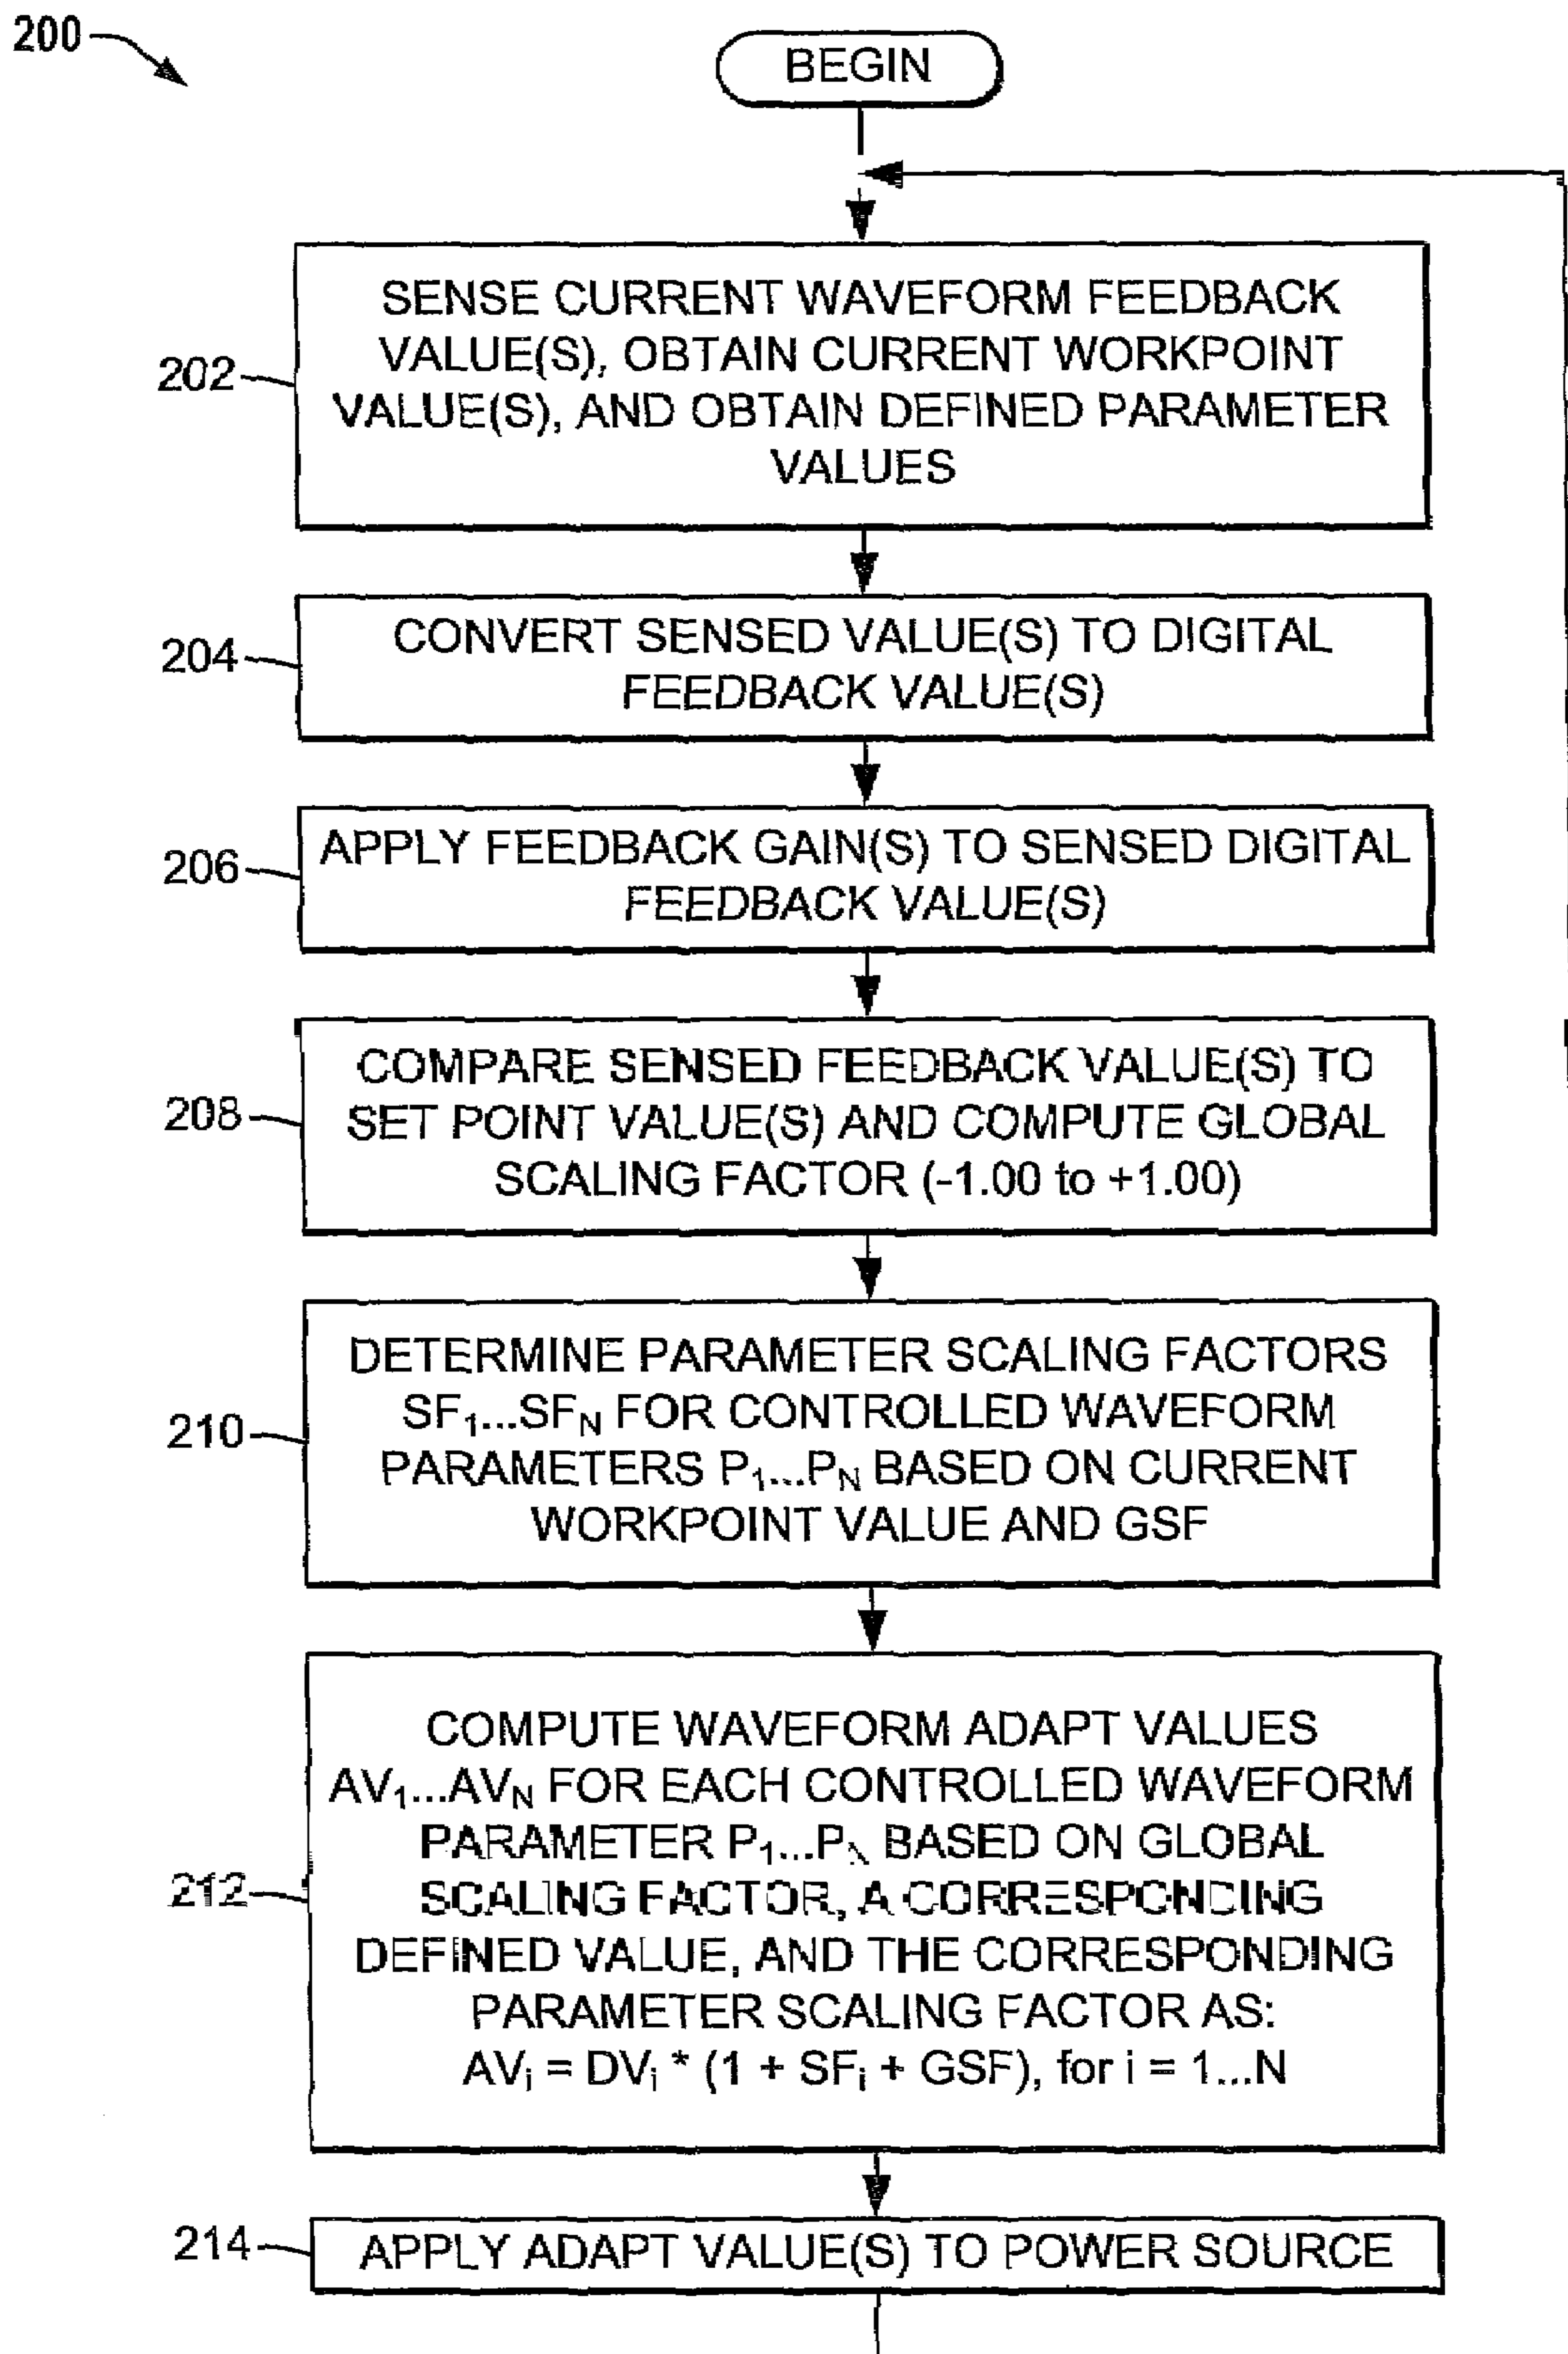 200
BEGIN
202
SENSE CURRENT WAVEFORM FEEDBACK
VALUE(S), OBTAIN CURRENT WORKPOINT
VALUE(S), AND OBTAIN DEFINED PARAMETER
VALUES
204
CONVERT SENSED VALUE(S) TO DIGITAL
FEEDBACK VALUE(S)
206
APPLY FEEDBACK GAIN(S) TO SENSED DIGITAL
FEEDBACK VALUE(S)
208
COMPARE SENSED FEEDBACK VALUE(S) TO
SET POINT VALUE(S) AND COMPUTE GLOBAL
SCALING FACTOR (-1.00 to +1.00)
210
DETERMINE PARAMETER SCALING FACTORS
SF₁...SF_N FOR CONTROLLED WAVEFORM
PARAMETERS P₁...P_N BASED ON CURRENT
WORKPOINT VALUE AND GSF
212
COMPUTE WAVEFORM ADAPT VALUES
AV₁...AV_N FOR EACH CONTROLLED WAVEFORM
PARAMETER P₁...P_N BASED ON GLOBAL
SCALING FACTOR, A CORRESPONDING
DEFINED VALUE, AND THE CORRESPONDING
PARAMETER SCALING FACTOR AS:
AVᵢ = DVᵢ * (1 + SFᵢ + GSF), for i = 1...N
214
APPLY ADAPT VALUE(S) TO POWER SOURCE